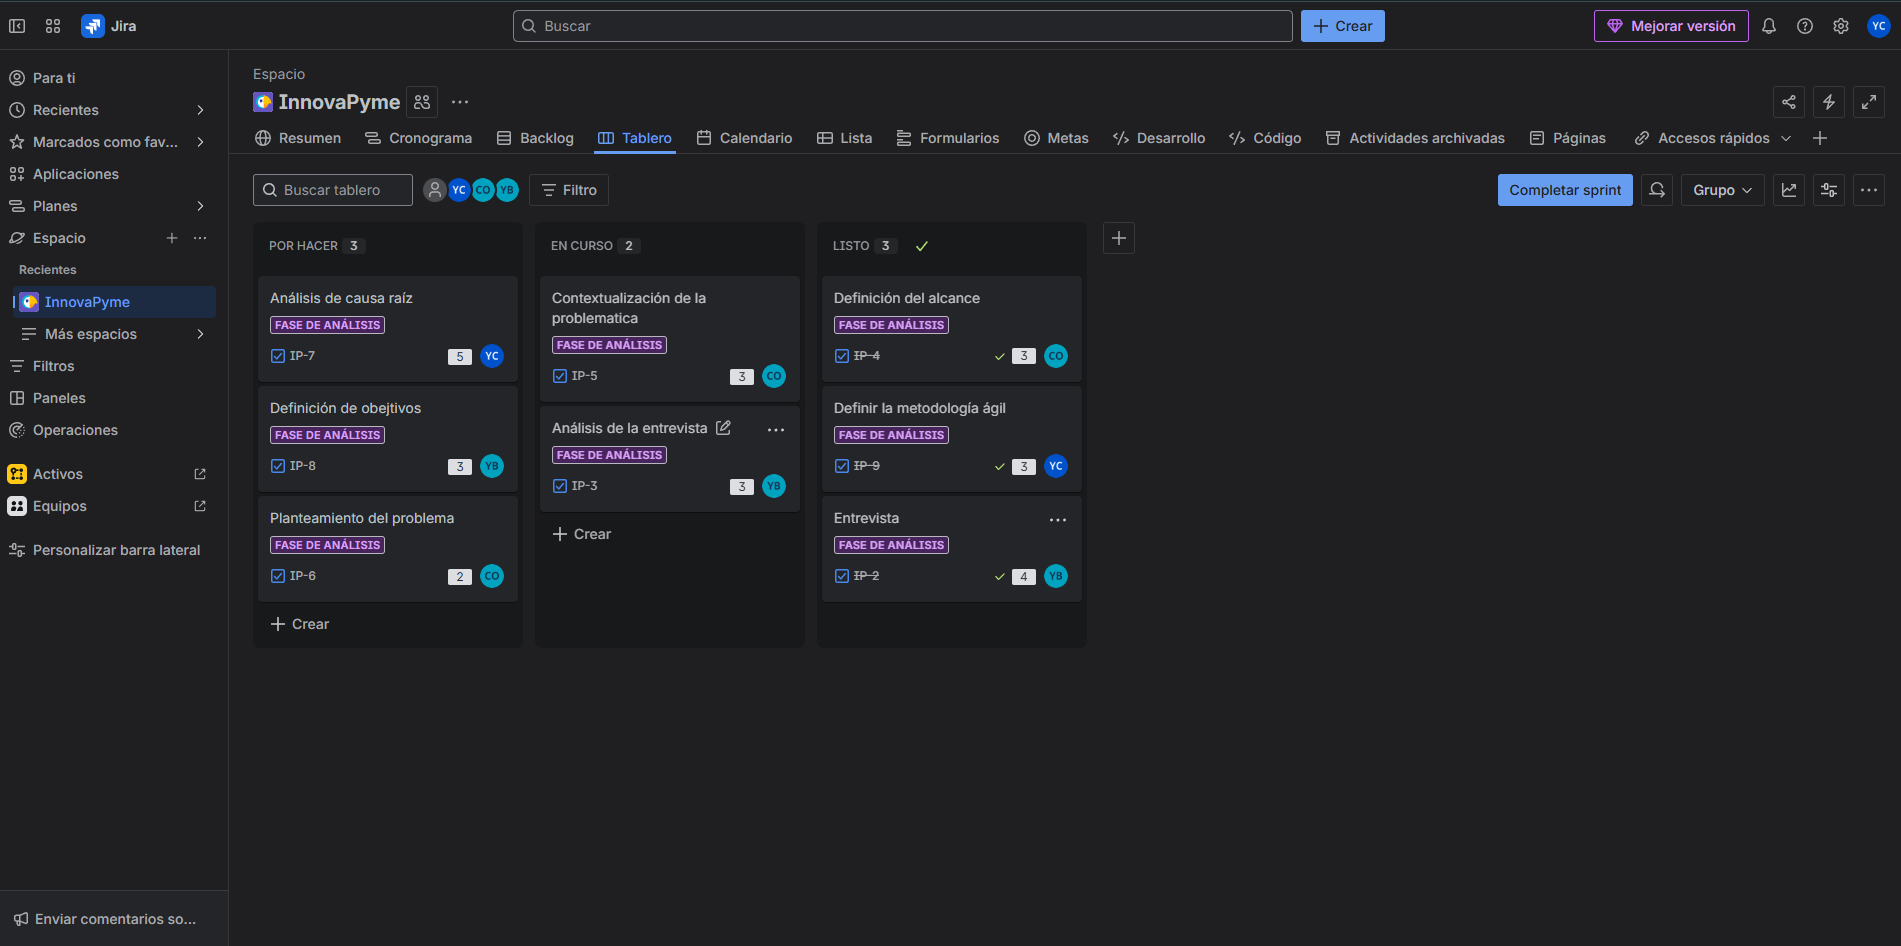 Jira
Buscar
Crear
Mejorar versión
YC
Para ti
Recientes
Marcados como fav...
Aplicaciones
Planes
Espacio
Recientes
InnovaPyme
Más espacios
Filtros
Paneles
Operaciones
Activos
Equipos
Personalizar barra lateral
Enviar comentarios so...
Espacio
InnovaPyme
Resumen
Cronograma
Backlog
Tablero
Calendario
Lista
Formularios
Metas
Desarrollo
Código
Actividades archivadas
Páginas
Accesos rápidos
Buscar tablero
YC
CO
YB
Filtro
Completar sprint
Grupo
POR HACER 3
Análisis de causa raíz
FASE DE ANÁLISIS
IP-7 5 YC
Definición de obejtivos
FASE DE ANÁLISIS
IP-8 3 YB
Planteamiento del problema
FASE DE ANÁLISIS
IP-6 2 CO
Crear
EN CURSO 2
Contextualización de la
problematica
FASE DE ANÁLISIS
IP-5 3 CO
Análisis de la entrevista
FASE DE ANÁLISIS
IP-3 3 YB
Crear
LISTO 3
Definición del alcance
FASE DE ANÁLISIS
IP-4 3 CO
Definir la metodología ágil
FASE DE ANÁLISIS
IP-9 3 YC
Entrevista
FASE DE ANÁLISIS
IP-2 4 YB